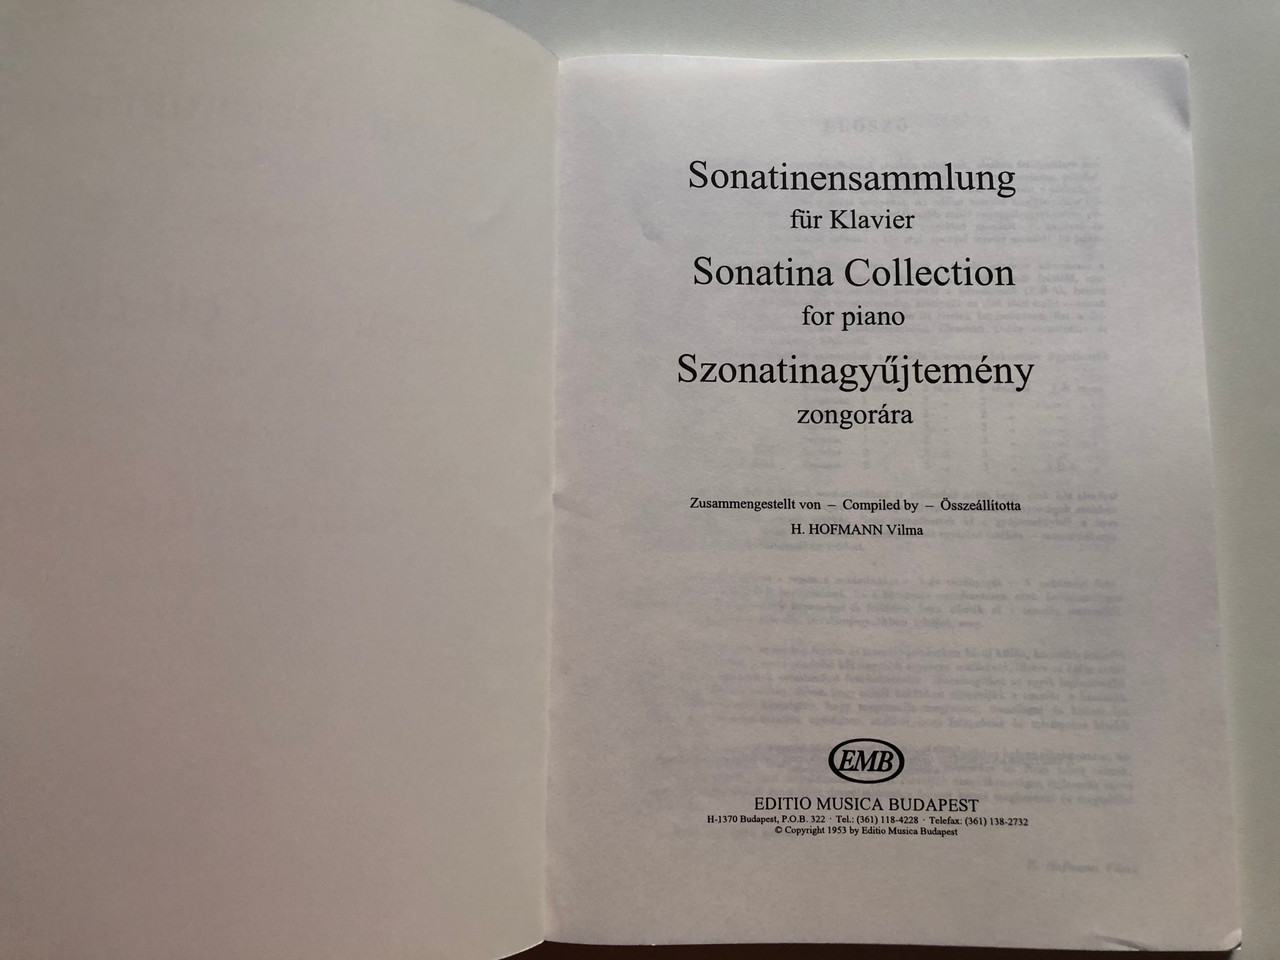 ELŐSZÓ
Sonatinensammlung
für Klavier
Sonatina Collection
for piano
Szonatinagyűjtemény
zongorára
Zusammengestellt von – Compiled by – Összeállította
H. HOFMANN Vilma
EMB
EDITIO MUSICA BUDAPEST
H-1370 Budapest, P.O.B. 322 · Tel.: (361) 118-4228 · Telefax: (361) 138-2732
© Copyright 1953 by Editio Musica Budapest